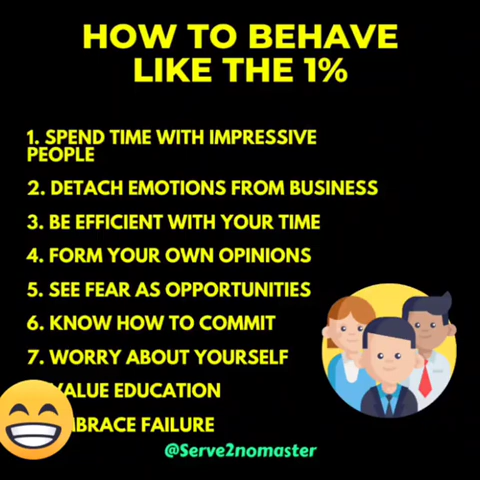 HOW TO BEHAVE
LIKE THE 1%
1. SPEND TIME WITH IMPRESSIVE
PEOPLE
2. DETACH EMOTIONS FROM BUSINESS
3. BE EFFICIENT WITH YOUR TIME
4. FORM YOUR OWN OPINIONS
5. SEE FEAR AS OPPORTUNITIES
6. KNOW HOW TO COMMIT
7. WORRY ABOUT YOURSELF
VALUE EDUCATION
FAILURE
@Serve2nomaster